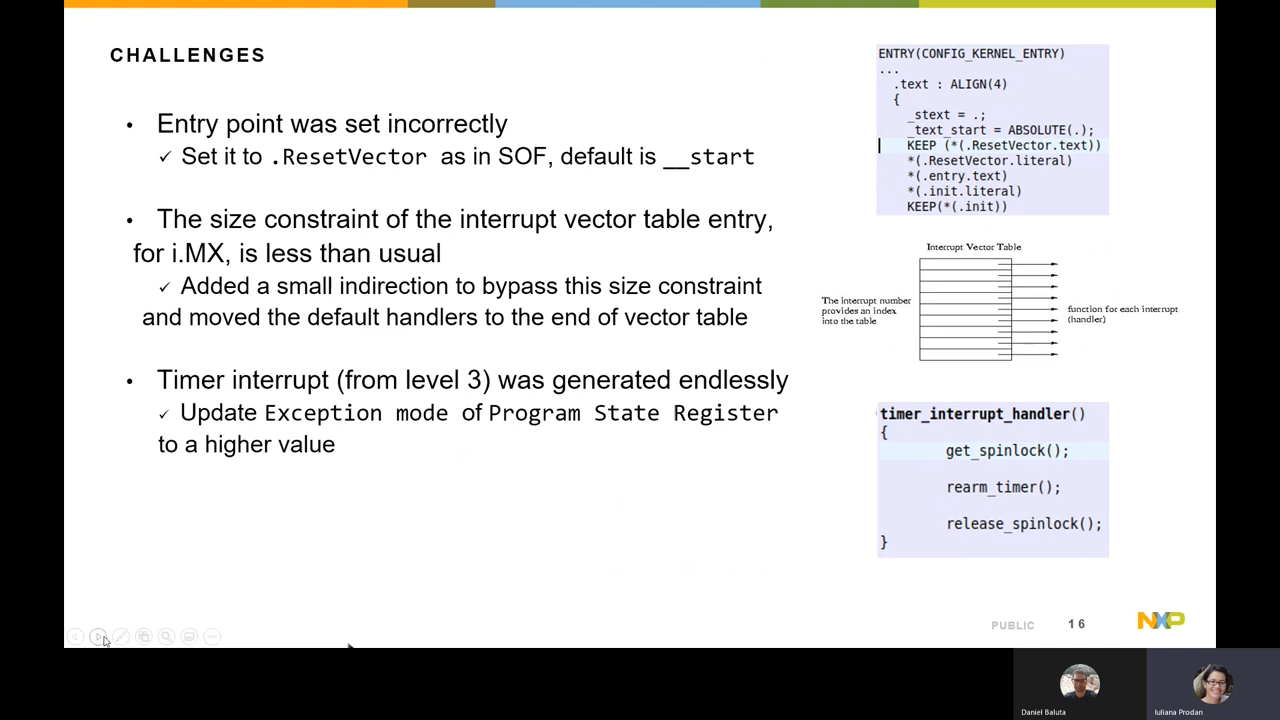 CHALLENGES
• Entry point was set incorrectly
✓ Set it to .ResetVector as in SOF, default is __start
• The size constraint of the interrupt vector table entry,
for i.MX, is less than usual
✓ Added a small indirection to bypass this size constraint
and moved the default handlers to the end of vector table
• Timer interrupt (from level 3) was generated endlessly
✓ Update Exception mode of Program State Register
to a higher value
ENTRY(CONFIG_KERNEL_ENTRY)
...
.text : ALIGN(4)
{
_stext = .;
_text_start = ABSOLUTE(.);
KEEP (*(.ResetVector.text))
*(.ResetVector.literal)
*(.entry.text)
*(.init.literal)
KEEP(*(.init))
Interrupt Vector Table
The interrupt number
provides an index
into the table
function for each interrupt
(handler)
timer_interrupt_handler()
{
get_spinlock();
rearm_timer();
release_spinlock();
}
PUBLIC
16
NXP
Daniel Baluta
Iuliana Prodan